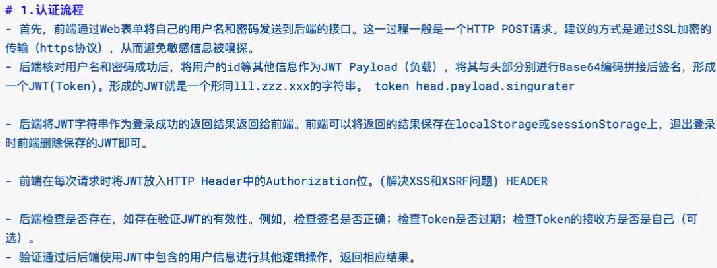 # 1.认证流程
- 首先，前端通过Web表单将自己的用户名和密码发送到后端的接口。这一过程一般是一个HTTP POST请求。建议的方式是通过SSL加密的
传输（https协议），从而避免敏感信息被嗅探。
- 后端核对用户名和密码成功后，将用户的id等其他信息作为JWT Payload（负载），将其与头部分别进行Base64编码拼接后签名，形成
一个JWT(Token)。形成的JWT就是一个形同lll.zzz.xxx的字符串。 token head.payload.singurater
- 后端将JWT字符串作为登录成功的返回结果返回给前端。前端可以将返回的结果保存在localStorage或sessionStorage上，退出登录
时前端删除保存的JWT即可。
- 前端在每次请求时将JWT放入HTTP Header中的Authorization位。(解决XSS和XSRF问题) HEADER
- 后端检查是否存在，如存在验证JWT的有效性。例如，检查签名是否正确；检查Token是否过期；检查Token的接收方是否是自己（可
选）。
- 验证通过后后端使用JWT中包含的用户信息进行其他逻辑操作，返回相应结果。